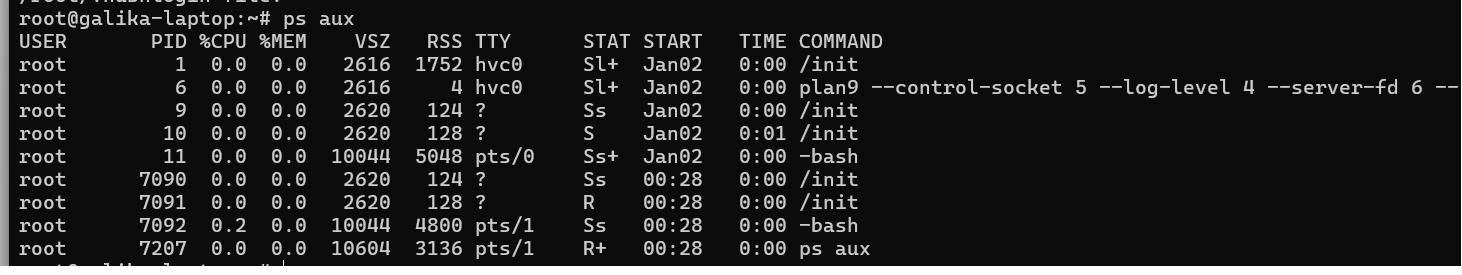 root@galika-laptop:~# ps aux
USER       PID %CPU %MEM    VSZ   RSS TTY      STAT START   TIME COMMAND
root         1  0.0  0.0   2616  1752 hvc0     Sl+  Jan02   0:00 /init
root         6  0.0  0.0   2616     4 hvc0     Sl+  Jan02   0:00 plan9 --control-socket 5 --log-level 4 --server-fd 6 --
root         9  0.0  0.0   2620   124 ?        Ss   Jan02   0:00 /init
root        10  0.0  0.0   2620   128 ?        S    Jan02   0:01 /init
root        11  0.0  0.0  10044  5048 pts/0    Ss+  Jan02   0:00 -bash
root      7090  0.0  0.0   2620   124 ?        Ss   00:28   0:00 /init
root      7091  0.0  0.0   2620   128 ?        R    00:28   0:00 /init
root      7092  0.2  0.0  10044  4800 pts/1    Ss   00:28   0:00 -bash
root      7207  0.0  0.0  10604  3136 pts/1    R+   00:28   0:00 ps aux
root@galika-laptop:~#